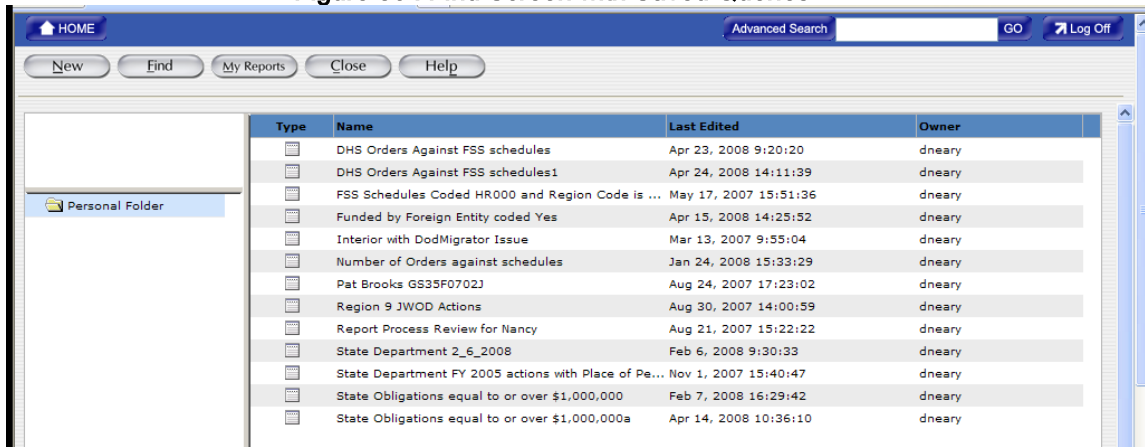 HOME Advanced Search GO Log Off
New Find My Reports Close Help
Type Name Last Edited Owner
Personal Folder
DHS Orders Against FSS schedules Apr 23, 2008 9:20:20 dneary
DHS Orders Against FSS schedules1 Apr 24, 2008 14:11:39 dneary
FSS Schedules Coded HR000 and Region Code is ... May 17, 2007 15:51:36 dneary
Funded by Foreign Entity coded Yes Apr 15, 2008 14:25:52 dneary
Interior with DodMigrator Issue Mar 13, 2007 9:55:04 dneary
Number of Orders against schedules Jan 24, 2008 15:33:29 dneary
Pat Brooks GS35F0702J Aug 24, 2007 17:23:02 dneary
Region 9 JWOD Actions Aug 30, 2007 14:00:59 dneary
Report Process Review for Nancy Aug 21, 2007 15:22:22 dneary
State Department 2_6_2008 Feb 6, 2008 9:30:33 dneary
State Department FY 2005 actions with Place of Pe... Nov 1, 2007 15:40:47 dneary
State Obligations equal to or over $1,000,000 Feb 7, 2008 16:29:42 dneary
State Obligations equal to or over $1,000,000a Apr 14, 2008 10:36:10 dneary